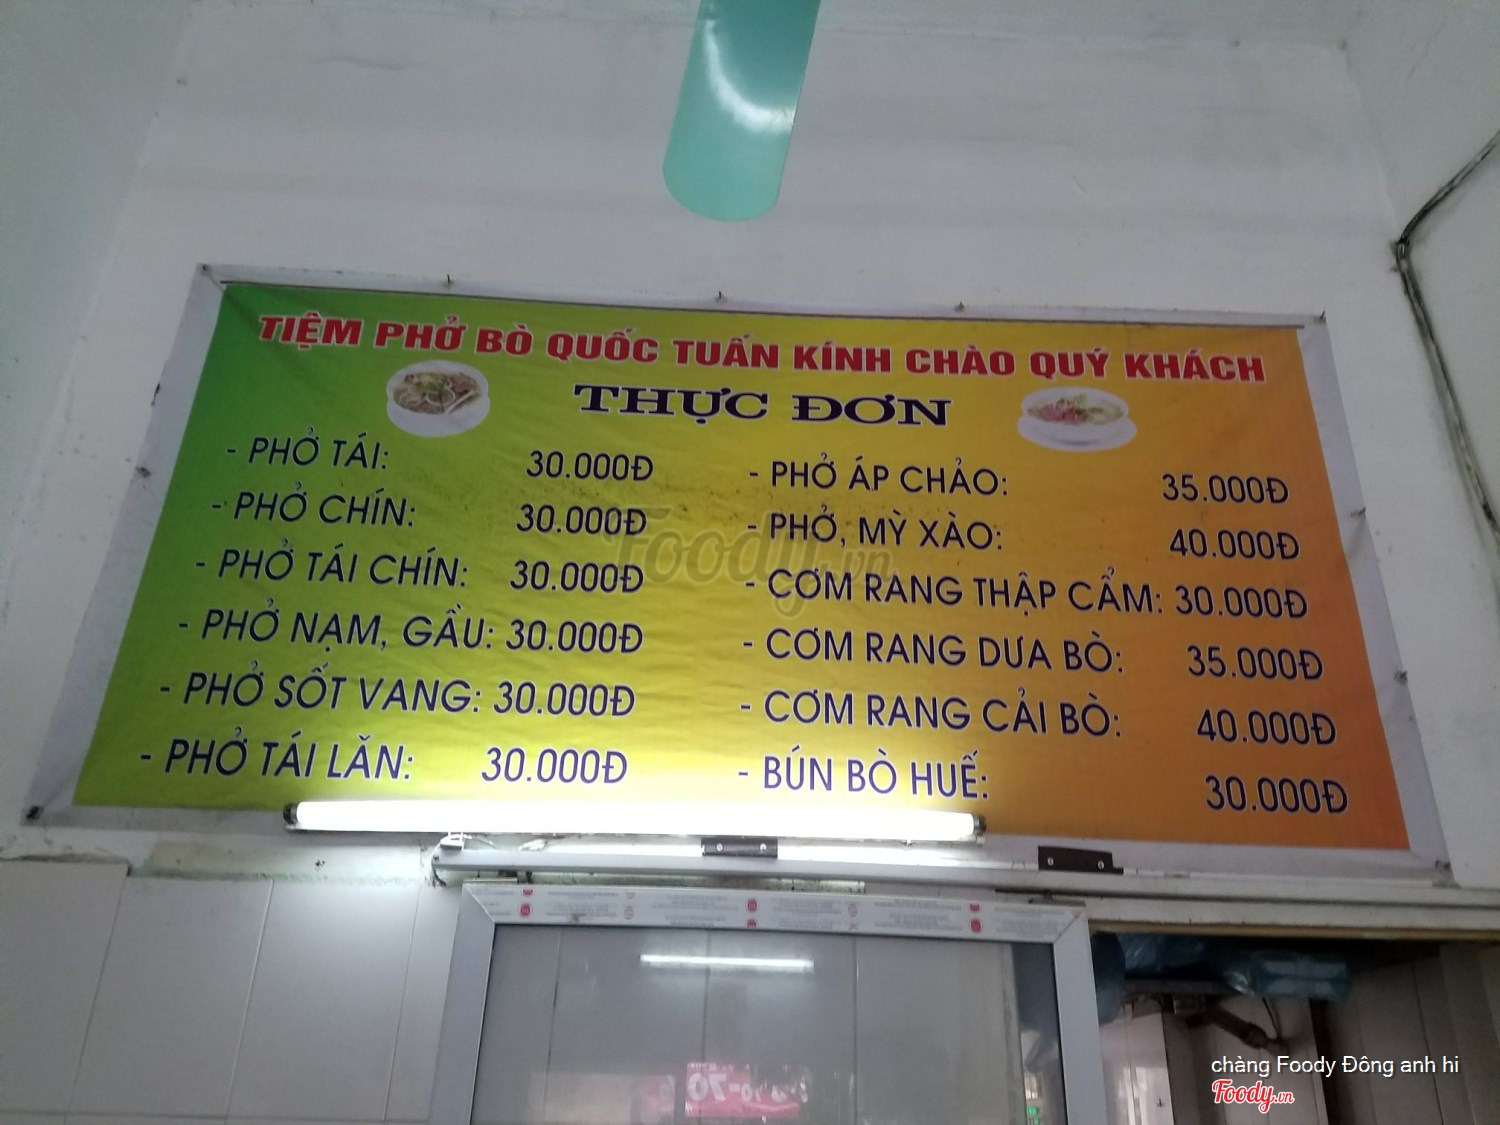 TIỆM PHỞ BÒ QUỐC TUẤN KÍNH CHÀO QUÝ KHÁCH
THỰC ĐƠN
- PHỞ TÁI: 30.000Đ
- PHỞ CHÍN: 30.000Đ
- PHỞ TÁI CHÍN: 30.000Đ
- PHỞ NẠM, GẦU: 30.000Đ
- PHỞ SỐT VANG: 30.000Đ
- PHỞ TÁI LĂN: 30.000Đ
- PHỞ ÁP CHẢO: 35.000Đ
- PHỞ, MỲ XÀO: 40.000Đ
- CƠM RANG THẬP CẨM: 30.000Đ
- CƠM RANG DƯA BÒ: 35.000Đ
- CƠM RANG CẢI BÒ: 40.000Đ
- BÚN BÒ HUẾ: 30.000Đ
Foody.vn
chàng Foody Đông anh hi
Foody.vn